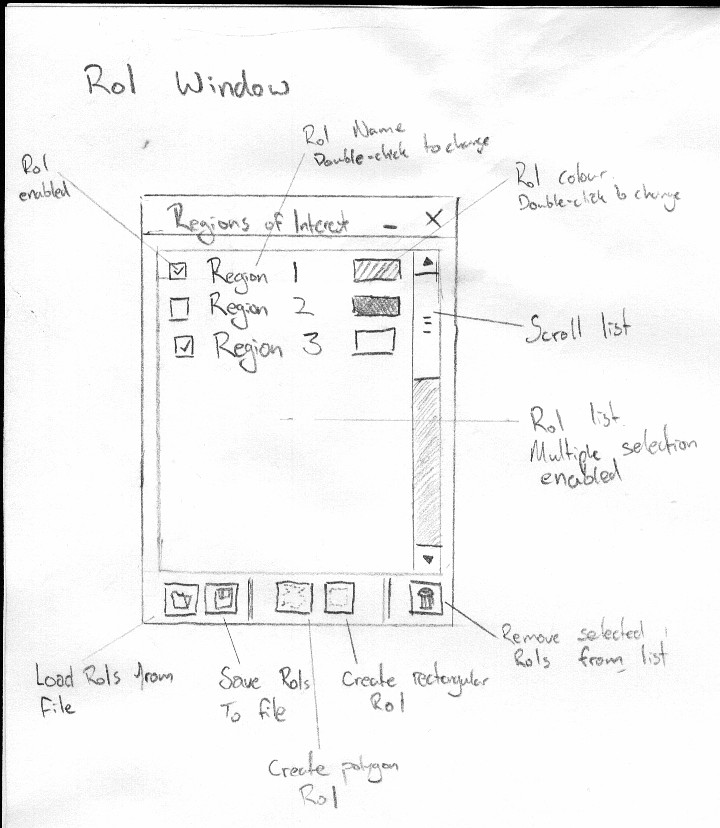 RoI Window
RoI Name
Double-click to change
RoI
enabled
RoI colour.
Double-click to change
Regions of Interest
Region 1
Region 2
Region 3
Scroll list
RoI list.
Multiple selection
enabled
Remove selected
RoIs from list
Load RoIs from
File
Save RoIs
To file
Create rectangular
RoI
Create polygon
RoI